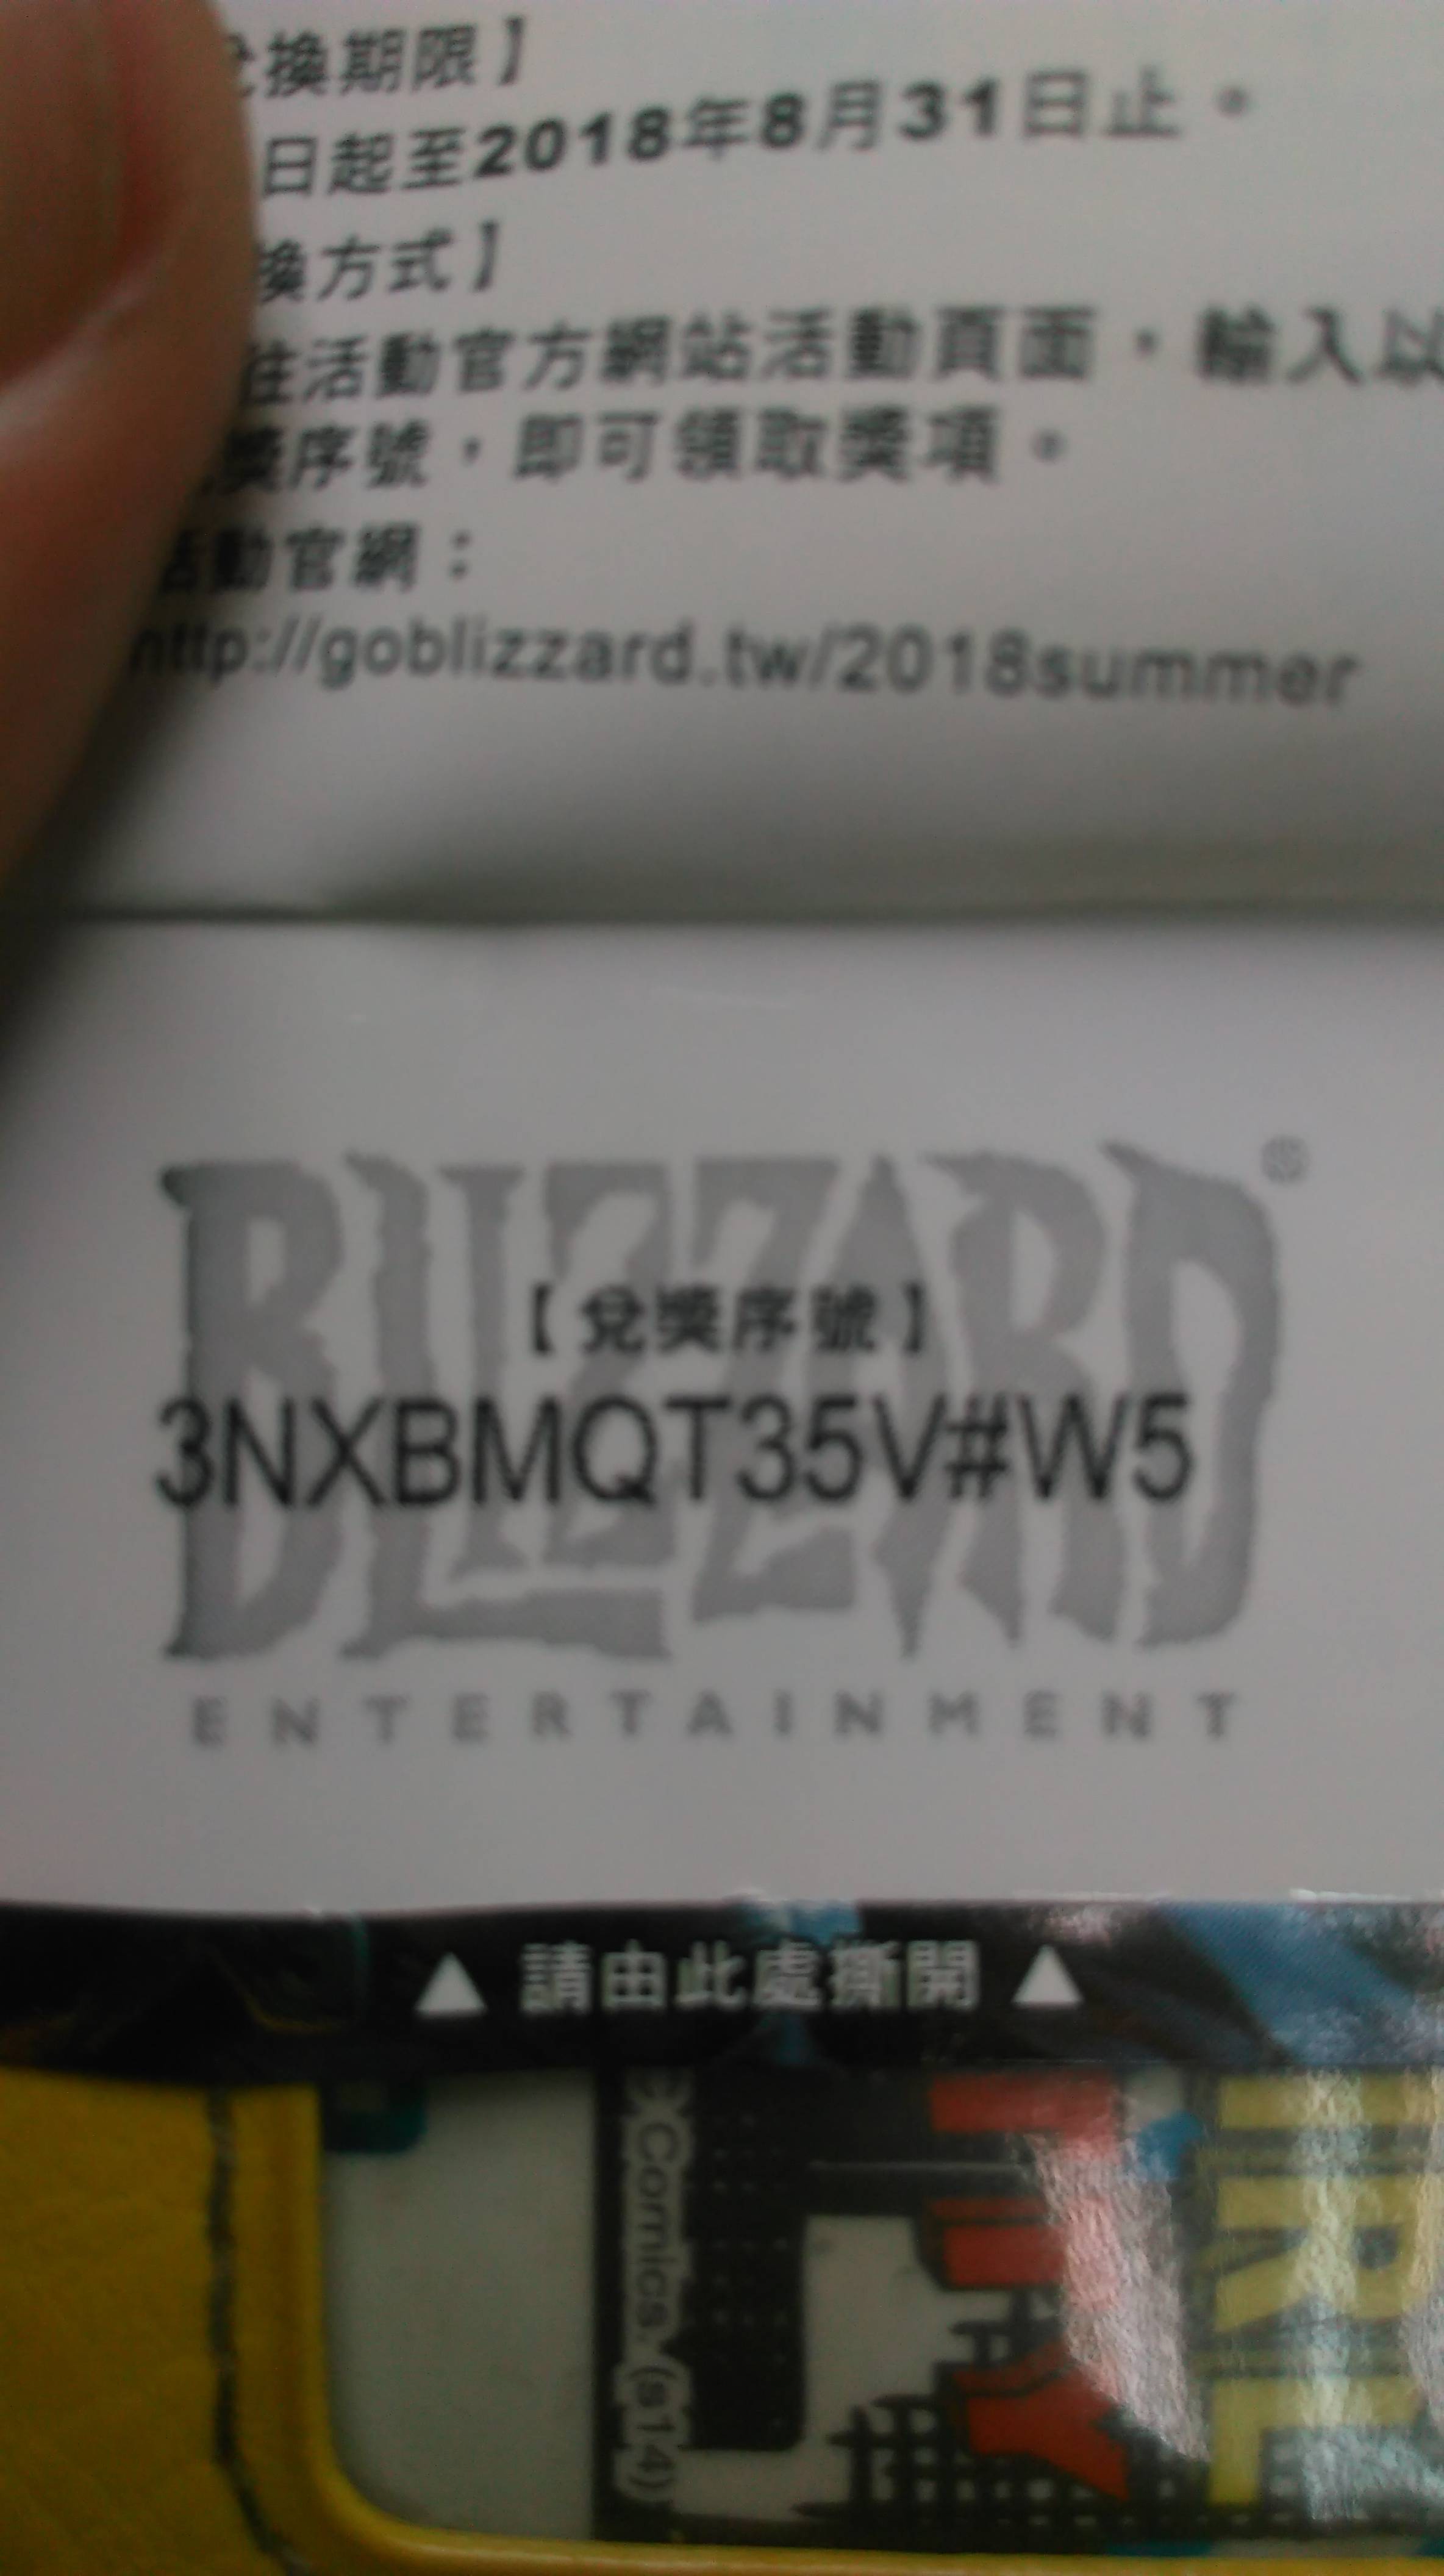 換期限】
日起至2018年8月31日止。
換方式】
往活動官方網站活動頁面，輸入以
獎序號，即可領取獎項。
活動官網：
http://goblizzard.tw/2018summer
BLIZZARD®
【兌獎序號】
3NXBMQT35V#W5
ENTERTAINMENT
▲ 請由此處撕開 ▲
Comics (s14)